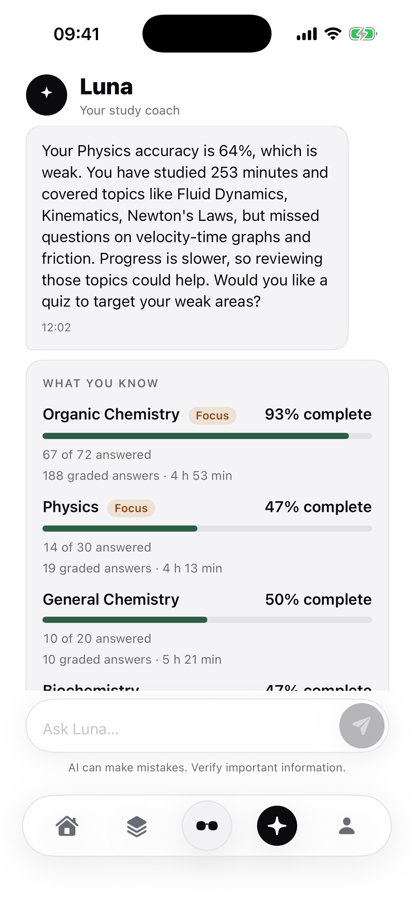 09:41
Luna
Your study coach
Your Physics accuracy is 64%, which is
weak. You have studied 253 minutes and
covered topics like Fluid Dynamics,
Kinematics, Newton's Laws, but missed
questions on velocity-time graphs and
friction. Progress is slower, so reviewing
those topics could help. Would you like a
quiz to target your weak areas?
12:02
WHAT YOU KNOW
Organic Chemistry Focus 93% complete
67 of 72 answered
188 graded answers · 4 h 53 min
Physics Focus 47% complete
14 of 30 answered
19 graded answers · 4 h 13 min
General Chemistry 50% complete
10 of 20 answered
10 graded answers · 5 h 21 min
Biochemistry 47% complete
Ask Luna...
AI can make mistakes. Verify important information.